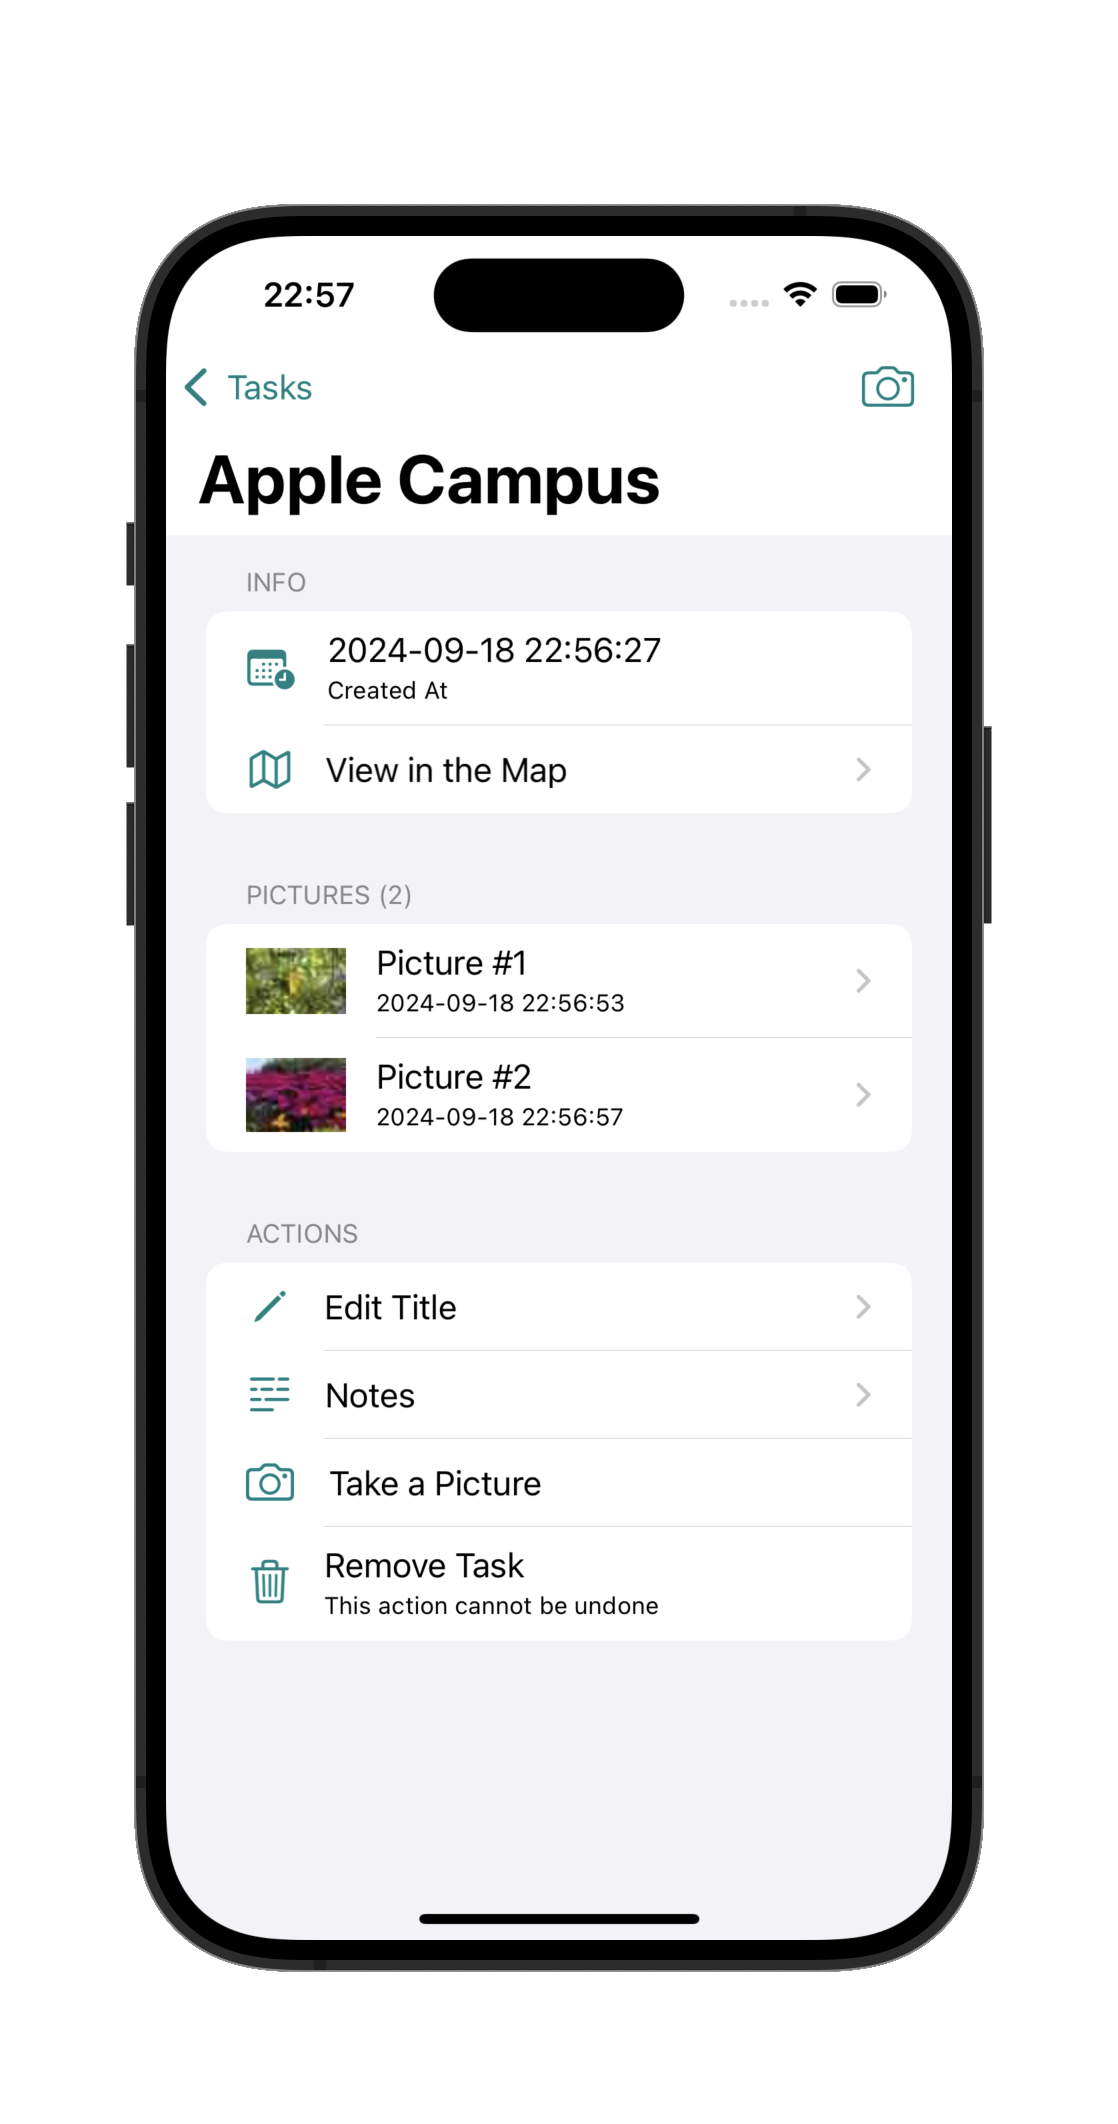 22:57
Tasks
Apple Campus
INFO
2024-09-18 22:56:27
Created At
View in the Map
PICTURES (2)
Picture #1
2024-09-18 22:56:53
Picture #2
2024-09-18 22:56:57
ACTIONS
Edit Title
Notes
Take a Picture
Remove Task
This action cannot be undone